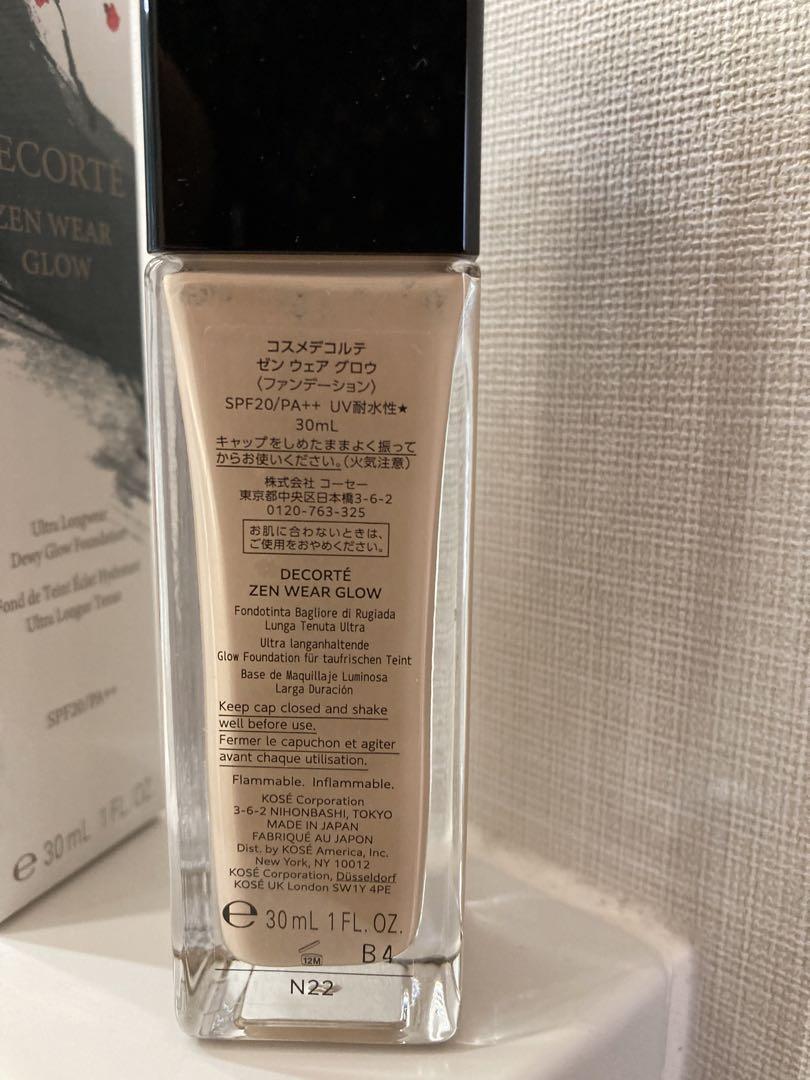 ECORTÉ
ZEN WEAR
GLOW
Ultra Longwear
Dewy Glow Foundation
Fond de Teint Éclat Hydratant
Ultra Longue Tenue
SPF20/PA++
℮ 30 mL 1 FL. OZ
コスメデコルテ
ゼン ウェア グロウ
〈ファンデーション〉
SPF20/PA++ UV耐水性★
30mL
キャップをしめたままよく振って
からお使いください。(火気注意)
株式会社 コーセー
東京都中央区日本橋3-6-2
0120-763-325
お肌に合わないときは、
ご使用をおやめください。
DECORTÉ
ZEN WEAR GLOW
Fondotinta Bagliore di Rugiada
Lunga Tenuta Ultra
Ultra langanhaltende
Glow Foundation für taufrischen Teint
Base de Maquillaje Luminosa
Larga Duración
Keep cap closed and shake
well before use.
Fermer le capuchon et agiter
avant chaque utilisation.
Flammable. Inflammable.
KOSÉ Corporation
3-6-2 NIHONBASHI, TOKYO
MADE IN JAPAN
FABRIQUÉ AU JAPON
Dist. by KOSÉ America, Inc.
New York, NY 10012
KOSÉ Corporation, Düsseldorf
KOSÉ UK London SW1Y 4PE
℮ 30mL 1 FL. OZ.
12M B4
N22